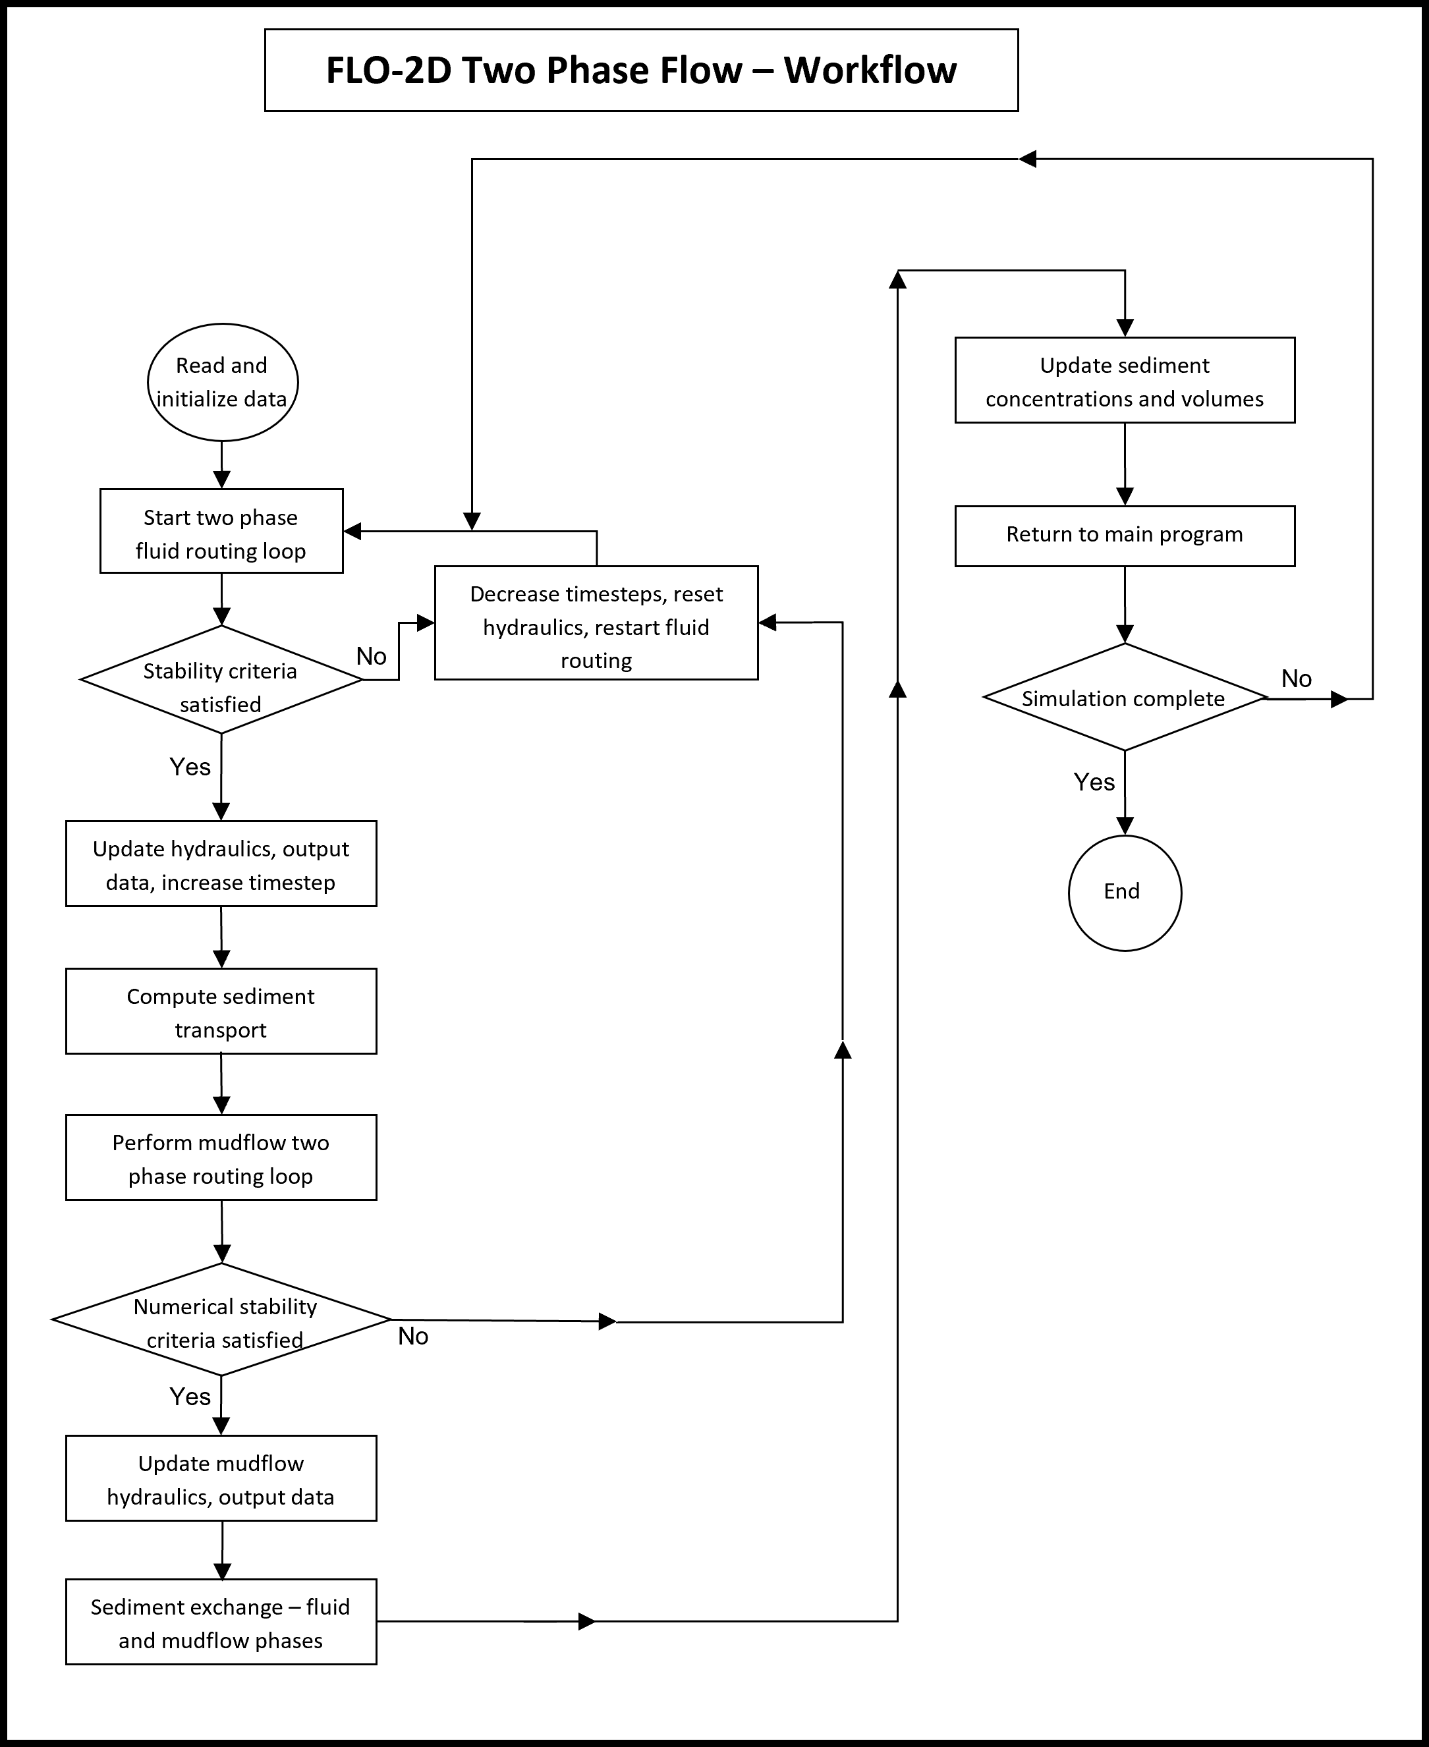 FLO-2D Two Phase Flow – Workflow
Read and
initialize data
Start two phase
fluid routing loop
Stability criteria
satisfied
No
Decrease timesteps, reset
hydraulics, restart fluid
routing
Yes
Update hydraulics, output
data, increase timestep
Compute sediment
transport
Perform mudflow two
phase routing loop
Numerical stability
criteria satisfied
No
Yes
Update mudflow
hydraulics, output data
Sediment exchange – fluid
and mudflow phases
Update sediment
concentrations and volumes
Return to main program
Simulation complete
No
Yes
End